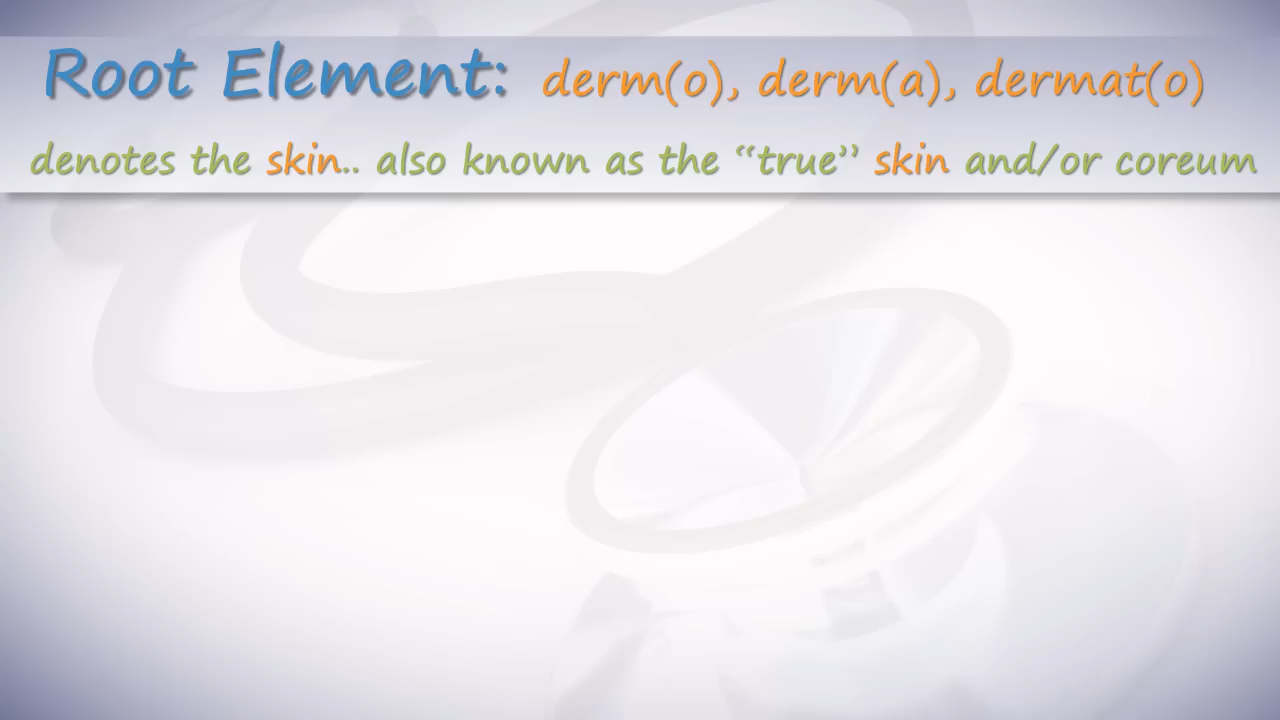 Root Element: derm(o), derm(a), dermat(o)
denotes the skin.. also known as the “true” skin and/or coreum